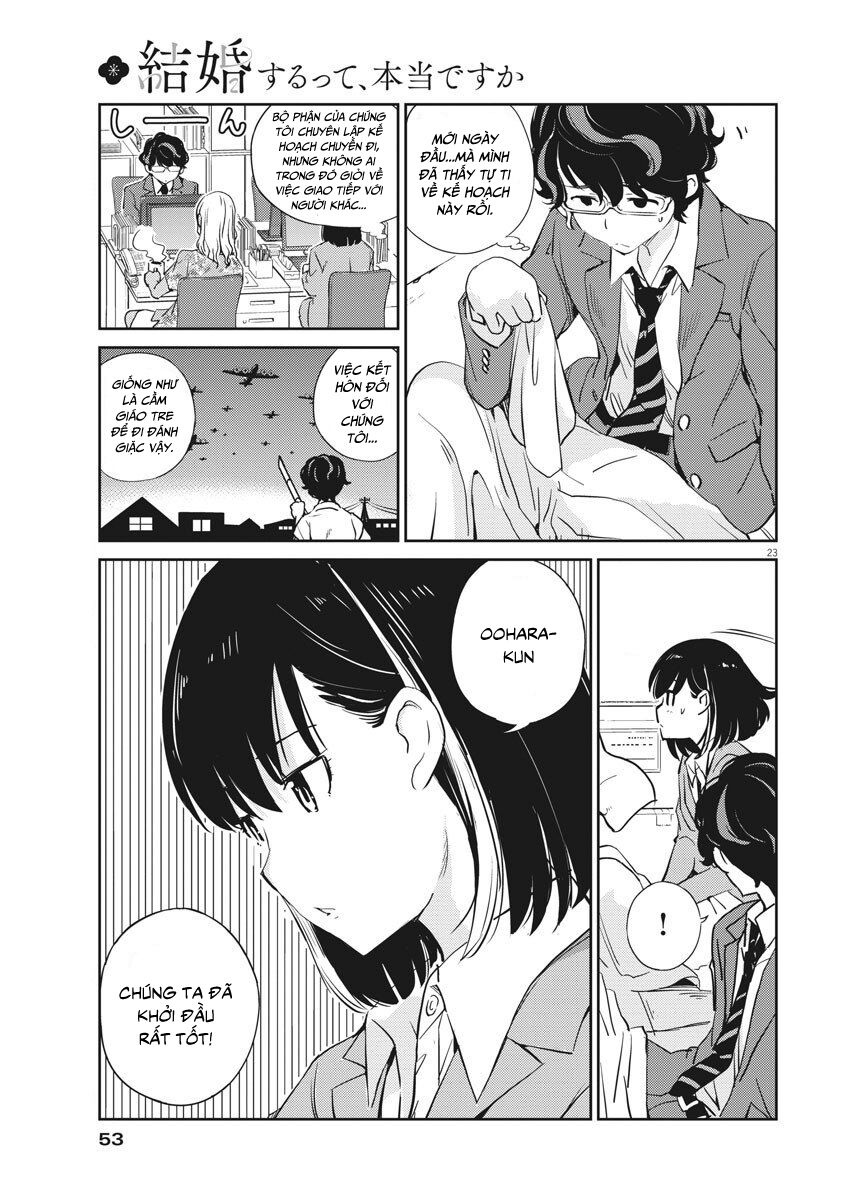 結婚するって、本当ですか
MỚI NGÀY
ĐẦU...MÀ MÌNH
ĐÃ THẤY TỰ TI
VỀ KẾ HOẠCH
NÀY RỒI.
BỘ PHẬN CỦA CHÚNG
TÔI CHUYÊN LẬP KẾ
HOẠCH CHUYẾN ĐI,
NHƯNG KHÔNG AI
TRONG ĐÓ GIỎI VỀ
VIỆC GIAO TIẾP VỚI
NGƯỜI KHÁC...
しーん
VIỆC KẾT
HÔN ĐỐI
VỚI
CHÚNG
TÔI...
GIỐNG NHƯ
LÀ CẦM
GIÁO TRE
ĐỂ ĐI ĐÁNH
GIẶC VẬY.
23
!
OOHARA-
KUN
CHÚNG TA ĐÃ
KHỞI ĐẦU
RẤT TỐT!
53